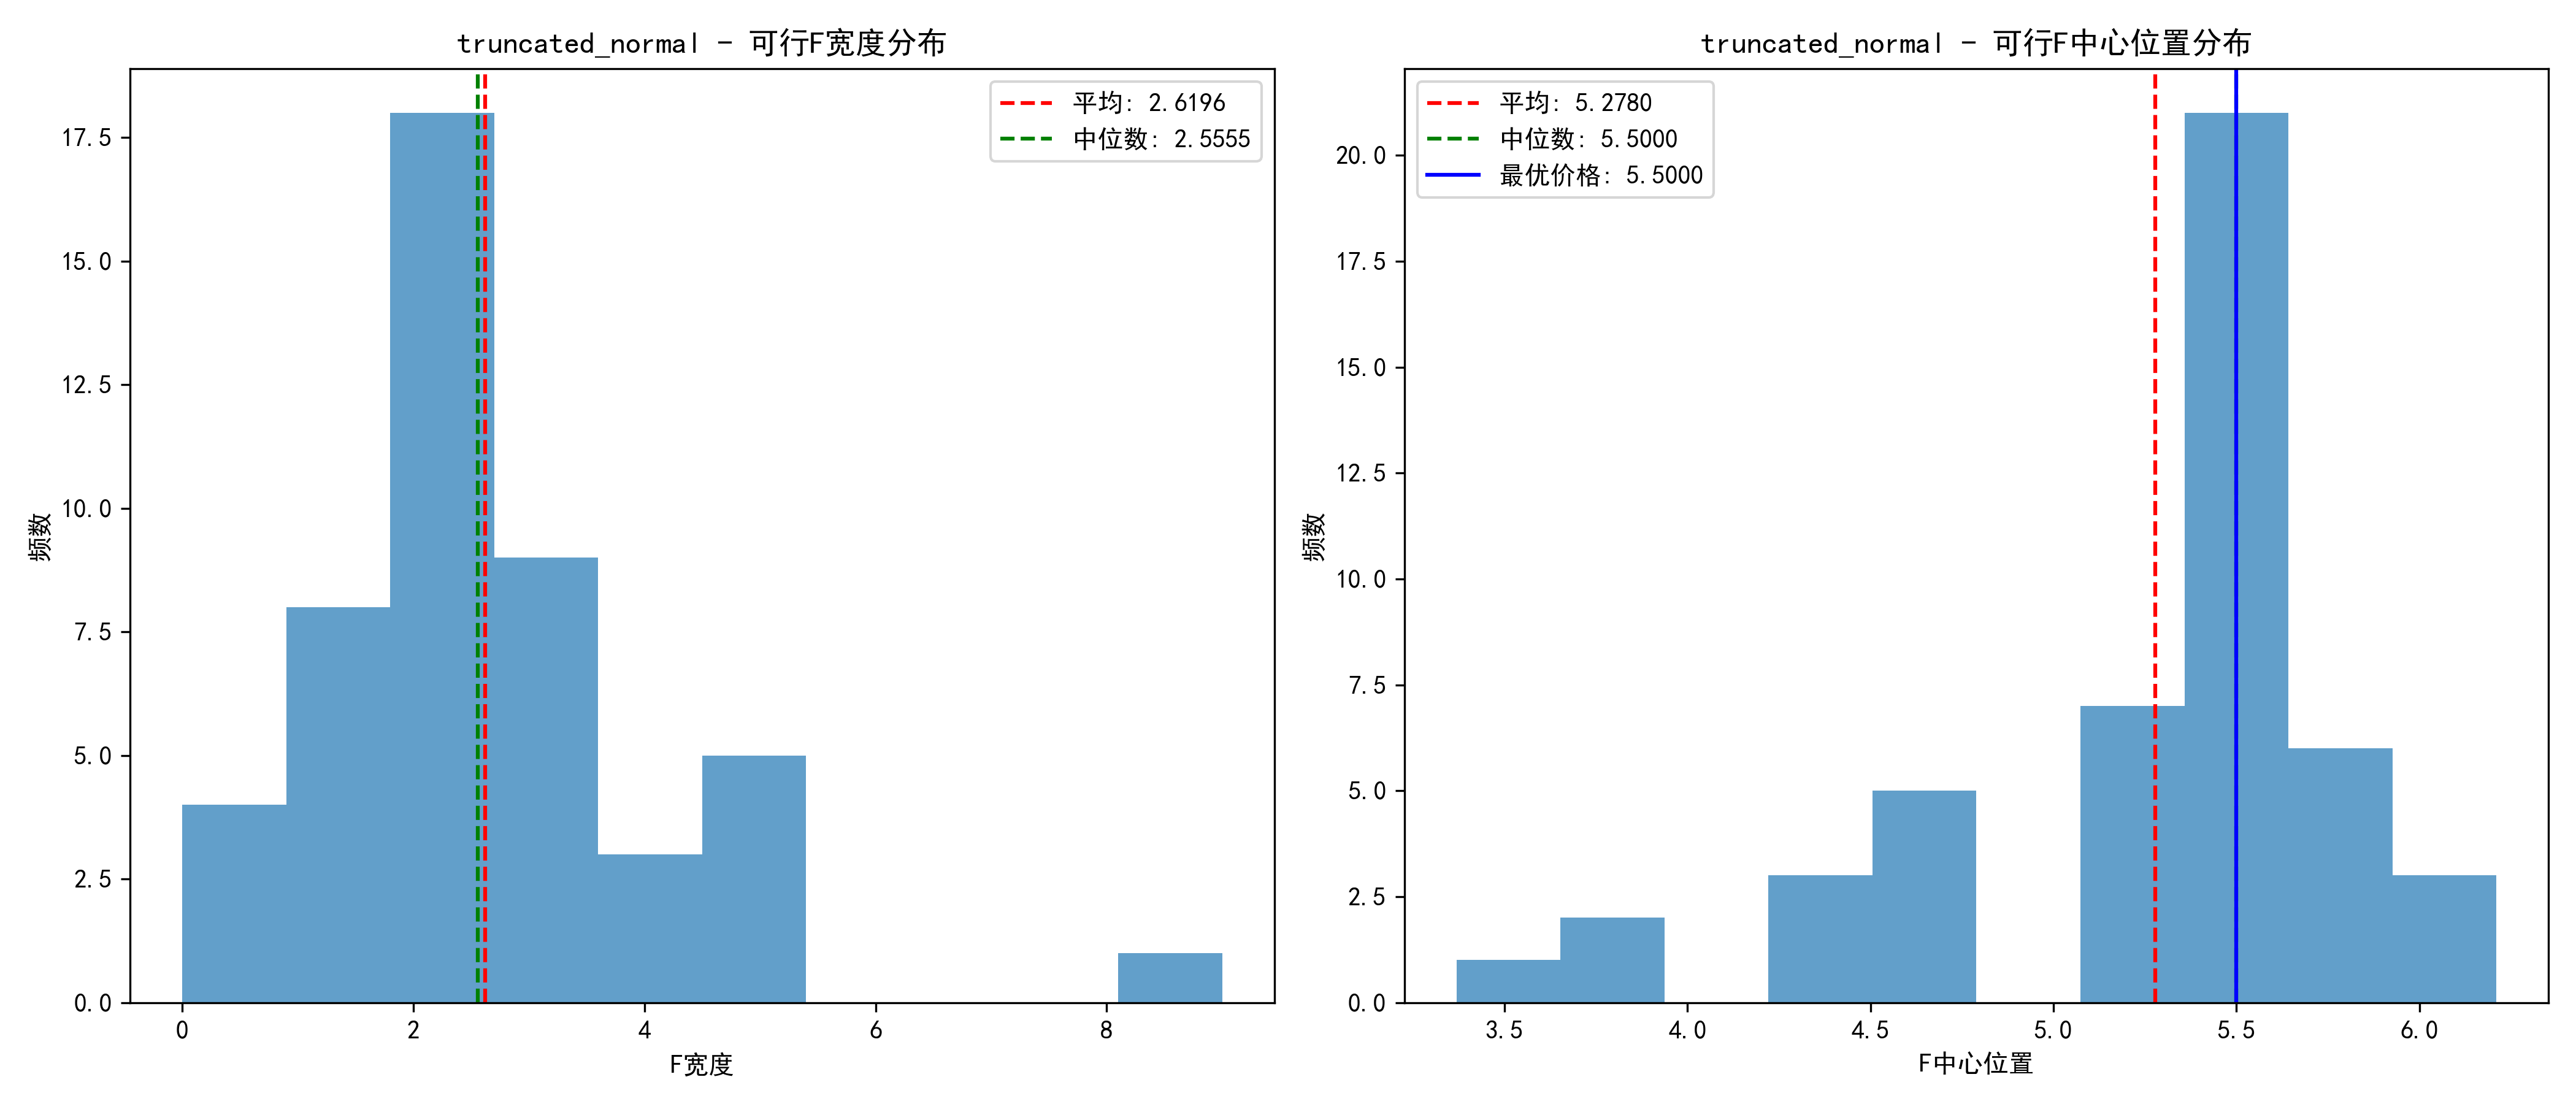 truncated_normal - 可行F宽度分布
平均: 2.6196
中位数: 2.5555
17.5
15.0
12.5
10.0
7.5
5.0
2.5
0.0
频数
0 2 4 6 8
F宽度
truncated_normal - 可行F中心位置分布
平均: 5.2780
中位数: 5.5000
最优价格: 5.5000
20.0
17.5
15.0
12.5
10.0
7.5
5.0
2.5
0.0
频数
3.5 4.0 4.5 5.0 5.5 6.0
F中心位置